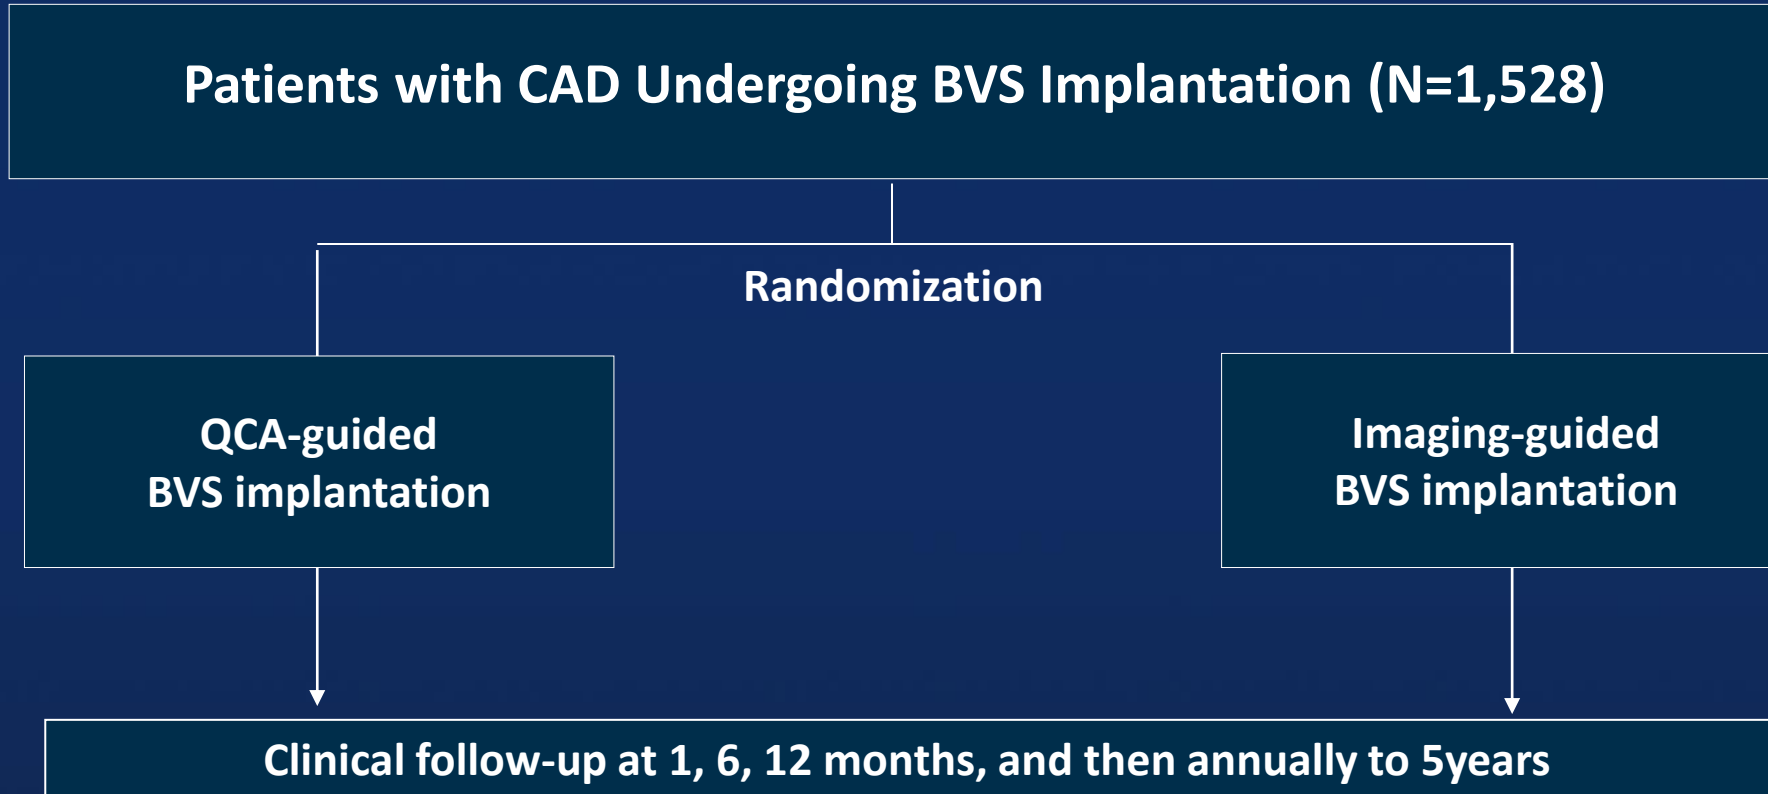 Patients with CAD Undergoing BVS Implantation (N=1,528)
Randomization
QCA-guided
BVS implantation
Imaging-guided
BVS implantation
Clinical follow-up at 1, 6, 12 months, and then annually to 5years